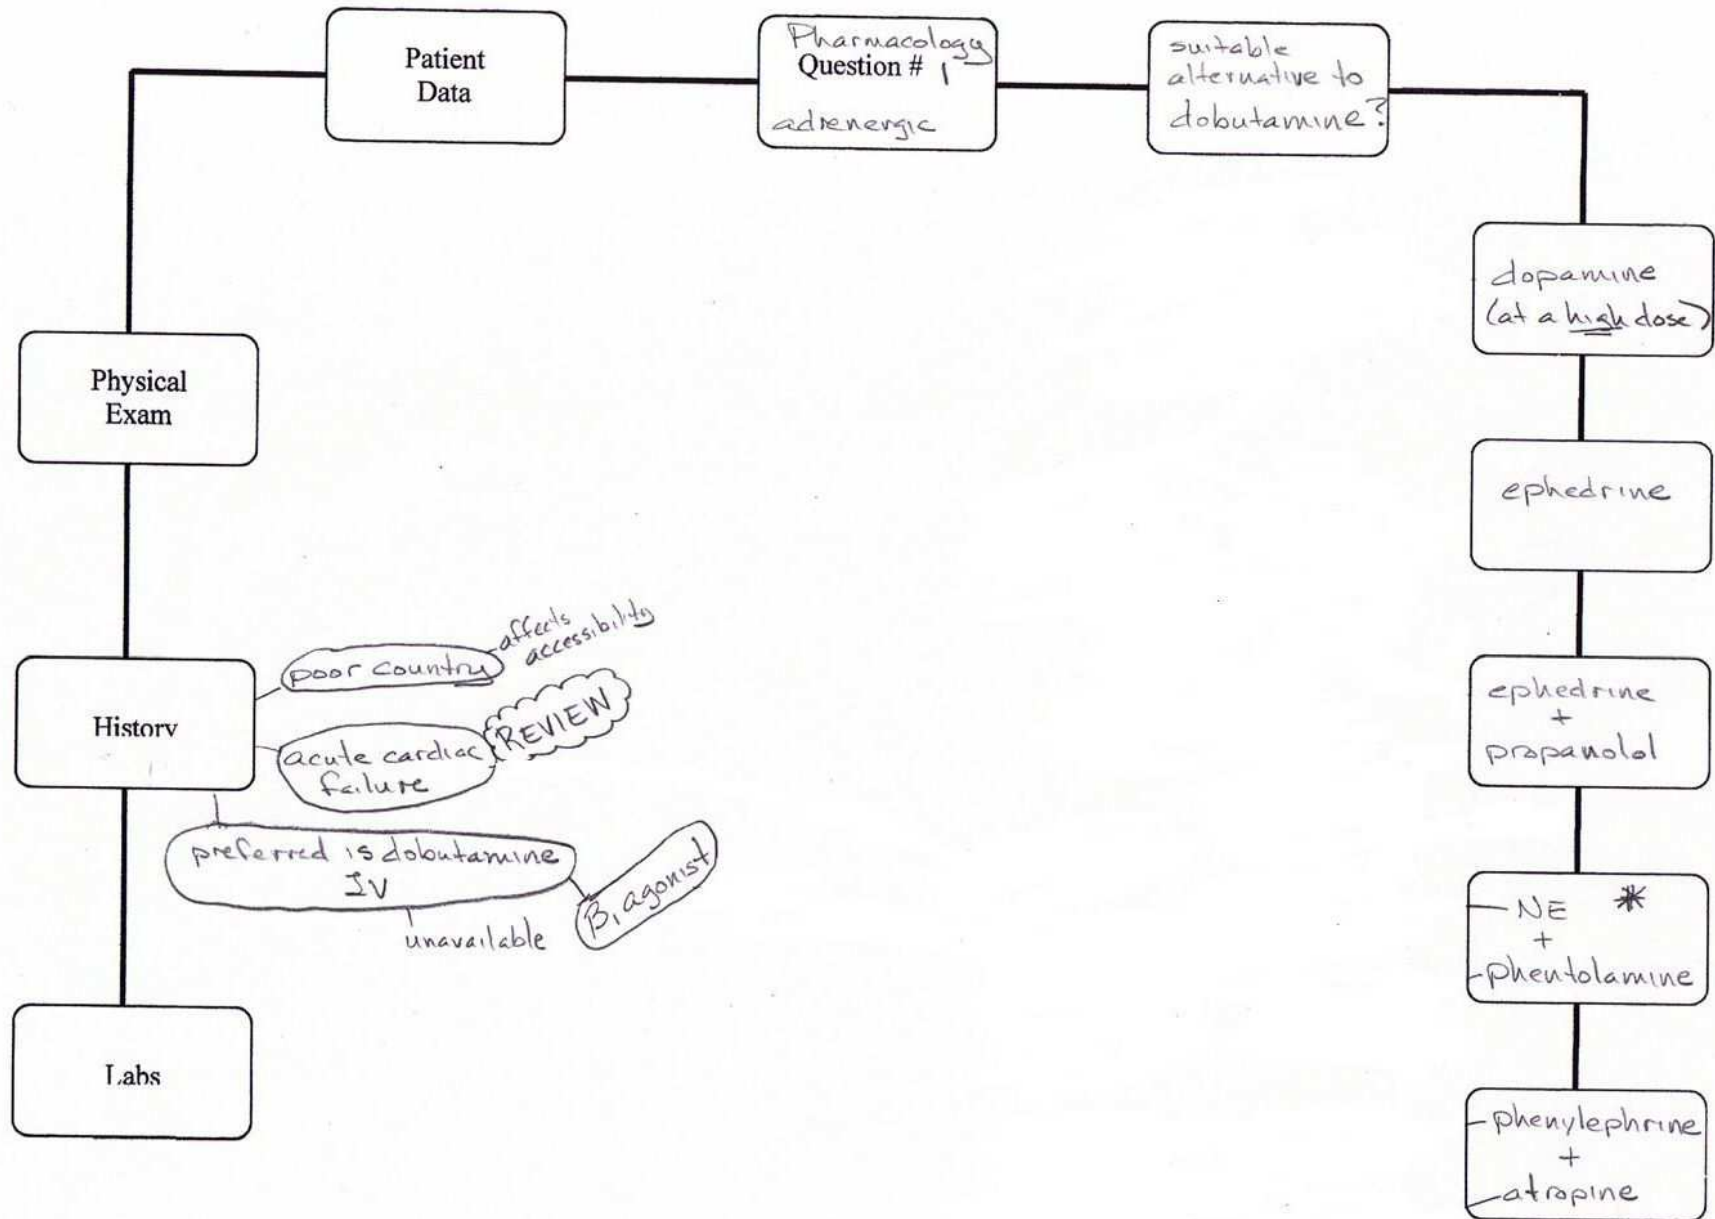 Patient
Data
Pharmacology
Question # 1
adrenergic
suitable
alternative to
dobutamine?
dopamine
(at a high dose)
ephedrine
ephedrine
+
propanolol
NE *
+
phentolamine
phenylephrine
+
atropine
Physical
Exam
History
poor country
affects
accessibility
acute cardiac
failure
REVIEW
preferred is dobutamine
IV
unavailable
β₁ agonist
Labs